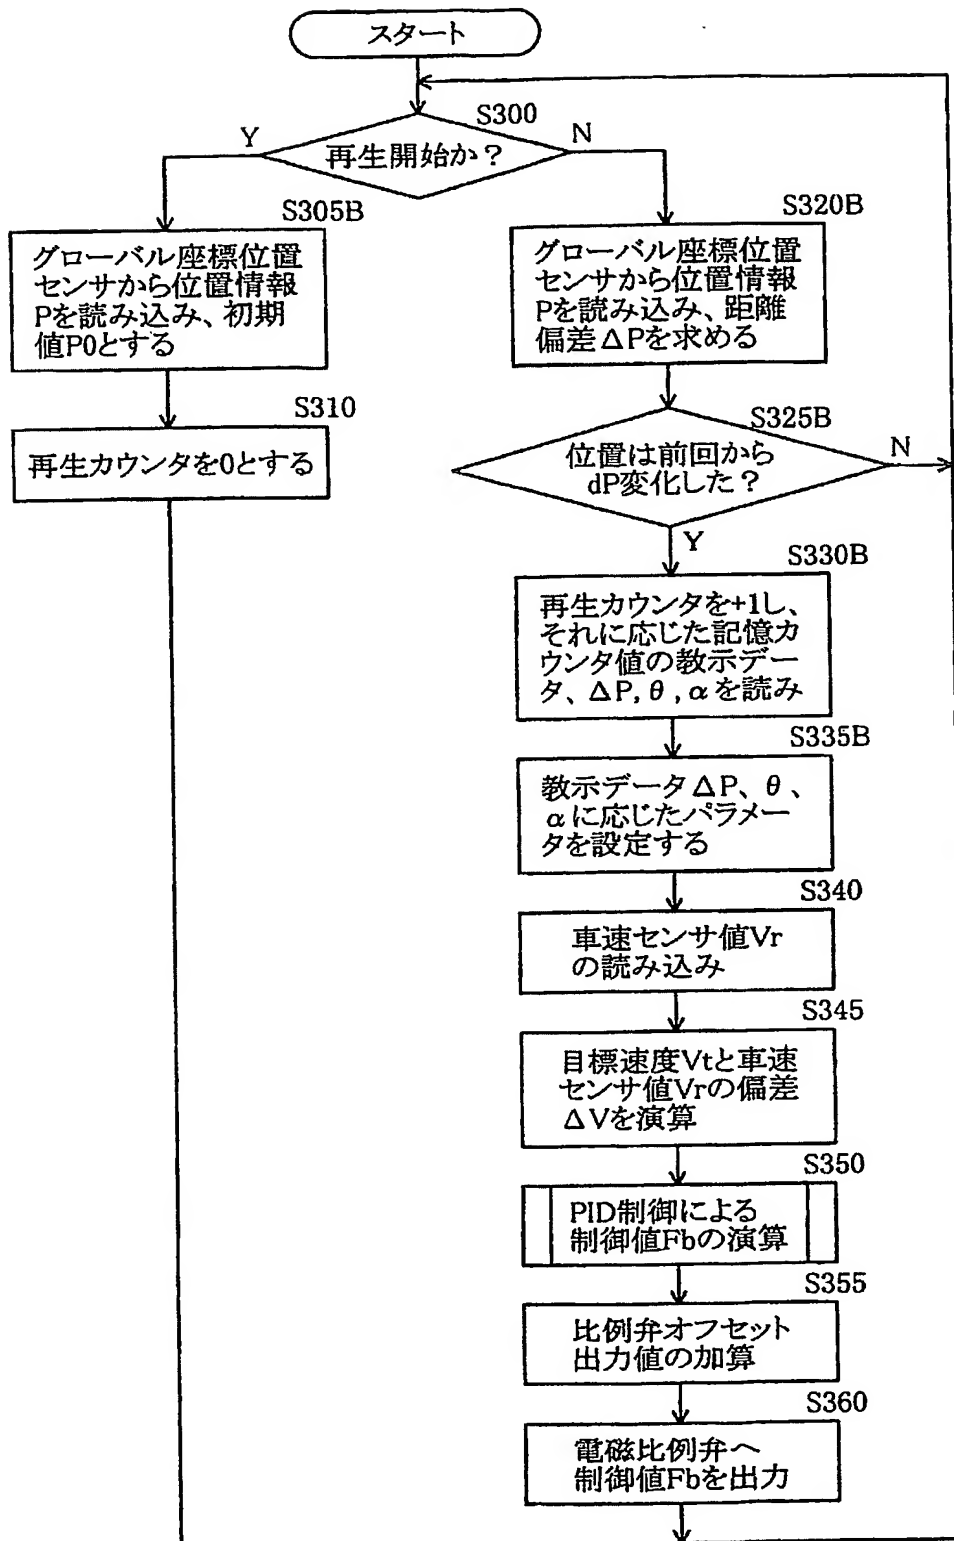 スタート
S300
Y
再生開始か？
N
S305B
グローバル座標位置
センサから位置情報
Pを読み込み、初期
値P0とする
S310
再生カウンタを0とする
S320B
グローバル座標位置
センサから位置情報
Pを読み込み、距離
偏差ΔPを求める
S325B
位置は前回から
dP変化した？
N
Y
S330B
再生カウンタを+1し、
それに応じた記憶カ
ウンタ値の教示デー
タ、ΔP, θ, αを読み
S335B
教示データΔP、θ、
αに応じたパラメー
タを設定する
S340
車速センサ値Vr
の読み込み
S345
目標速度Vtと車速
センサ値Vrの偏差
ΔVを演算
S350
PID制御による
制御値Fbの演算
S355
比例弁オフセット
出力値の加算
S360
電磁比例弁へ
制御値Fbを出力